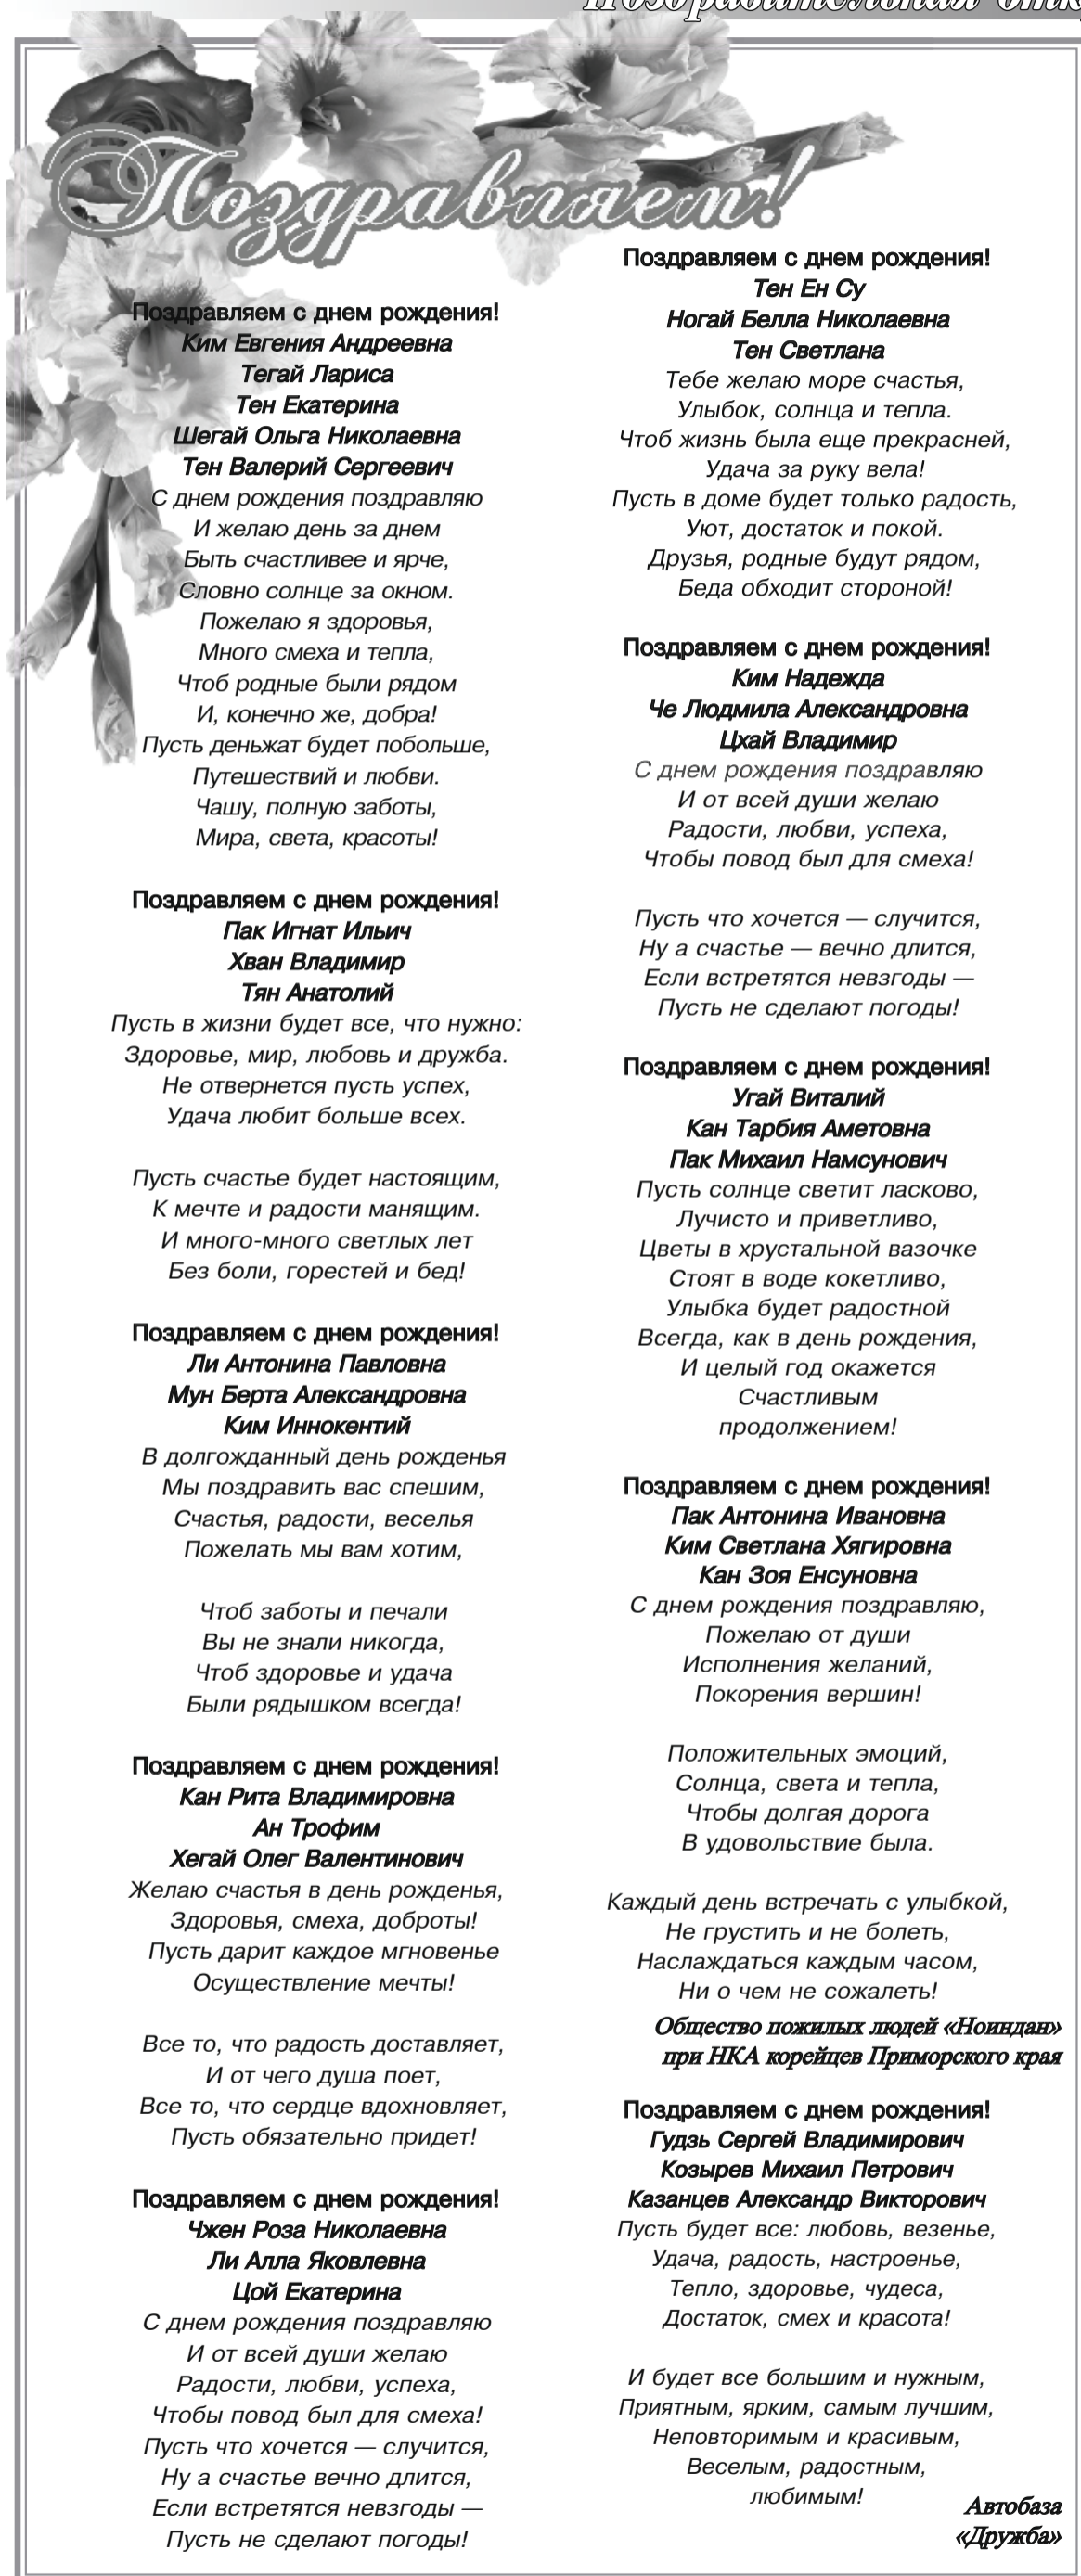 Поздравляем!
Поздравляем с днем рождения!
Ким Евгения Андреевна
Тегай Лариса
Тен Екатерина
Шегай Ольга Николаевна
Тен Валерий Сергеевич
С днем рождения поздравляю
И желаю день за днем
Быть счастливее и ярче,
Словно солнце за окном.
Пожелаю я здоровья,
Много смеха и тепла,
Чтоб родные были рядом
И, конечно же, добра!
Пусть деньжат будет побольше,
Путешествий и любви.
Чашу, полную заботы,
Мира, света, красоты!
Поздравляем с днем рождения!
Пак Игнат Ильич
Хван Владимир
Тян Анатолий
Пусть в жизни будет все, что нужно:
Здоровье, мир, любовь и дружба.
Не отвернется пусть успех,
Удача любит больше всех.
Пусть счастье будет настоящим,
К мечте и радости манящим.
И много-много светлых лет
Без боли, горестей и бед!
Поздравляем с днем рождения!
Ли Антонина Павловна
Мун Берта Александровна
Ким Иннокентий
В долгожданный день рожденья
Мы поздравить вас спешим,
Счастья, радости, веселья
Пожелать мы вам хотим,
Чтоб заботы и печали
Вы не знали никогда,
Чтоб здоровье и удача
Были рядышком всегда!
Поздравляем с днем рождения!
Кан Рита Владимировна
Ан Трофим
Хегай Олег Валентинович
Желаю счастья в день рожденья,
Здоровья, смеха, доброты!
Пусть дарит каждое мгновенье
Осуществление мечты!
Все то, что радость доставляет,
И от чего душа поет,
Все то, что сердце вдохновляет,
Пусть обязательно придет!
Поздравляем с днем рождения!
Чжен Роза Николаевна
Ли Алла Яковлевна
Цой Екатерина
С днем рождения поздравляю
И от всей души желаю
Радости, любви, успеха,
Чтобы повод был для смеха!
Пусть что хочется — случится,
Ну а счастье вечно длится,
Если встретятся невзгоды —
Пусть не сделают погоды!
Поздравляем с днем рождения!
Тен Ен Су
Ногай Белла Николаевна
Тен Светлана
Тебе желаю море счастья,
Улыбок, солнца и тепла.
Чтоб жизнь была еще прекрасней,
Удача за руку вела!
Пусть в доме будет только радость,
Уют, достаток и покой.
Друзья, родные будут рядом,
Беда обходит стороной!
Поздравляем с днем рождения!
Ким Надежда
Че Людмила Александровна
Цхай Владимир
С днем рождения поздравляю
И от всей души желаю
Радости, любви, успеха,
Чтобы повод был для смеха!
Пусть что хочется — случится,
Ну а счастье — вечно длится,
Если встретятся невзгоды —
Пусть не сделают погоды!
Поздравляем с днем рождения!
Угай Виталий
Кан Тарбия Аметовна
Пак Михаил Намсунович
Пусть солнце светит ласково,
Лучисто и приветливо,
Цветы в хрустальной вазочке
Стоят в воде кокетливо,
Улыбка будет радостной
Всегда, как в день рождения,
И целый год окажется
Счастливым
продолжением!
Поздравляем с днем рождения!
Пак Антонина Ивановна
Ким Светлана Хягировна
Кан Зоя Енсуновна
С днем рождения поздравляю,
Пожелаю от души
Исполнения желаний,
Покорения вершин!
Положительных эмоций,
Солнца, света и тепла,
Чтобы долгая дорога
В удовольствие была.
Каждый день встречать с улыбкой,
Не грустить и не болеть,
Наслаждаться каждым часом,
Ни о чем не сожалеть!
Общество пожилых людей «Ноиндан»
при НКА корейцев Приморского края
Поздравляем с днем рождения!
Гудзь Сергей Владимирович
Козырев Михаил Петрович
Казанцев Александр Викторович
Пусть будет все: любовь, везенье,
Удача, радость, настроенье,
Тепло, здоровье, чудеса,
Достаток, смех и красота!
И будет все большим и нужным,
Приятным, ярким, самым лучшим,
Неповторимым и красивым,
Веселым, радостным,
любимым!
Автобаза
«Дружба»